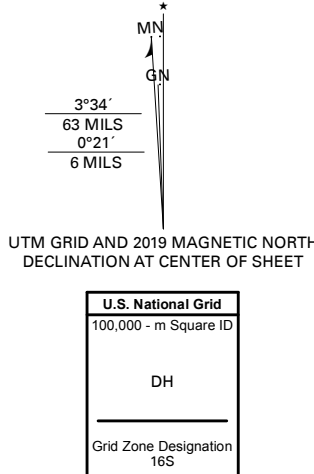 MN
GN
3°34´
63 MILS
0°21´
6 MILS
UTM GRID AND 2019 MAGNETIC NORTH
DECLINATION AT CENTER OF SHEET
U.S. National Grid
100,000 - m Square ID
DH
Grid Zone Designation
16S